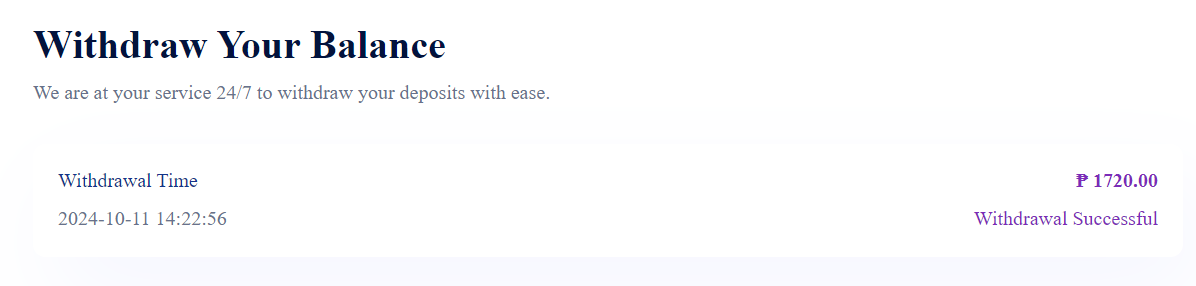 Withdraw Your Balance
We are at your service 24/7 to withdraw your deposits with ease.
Withdrawal Time
₱ 1720.00
2024-10-11 14:22:56
Withdrawal Successful